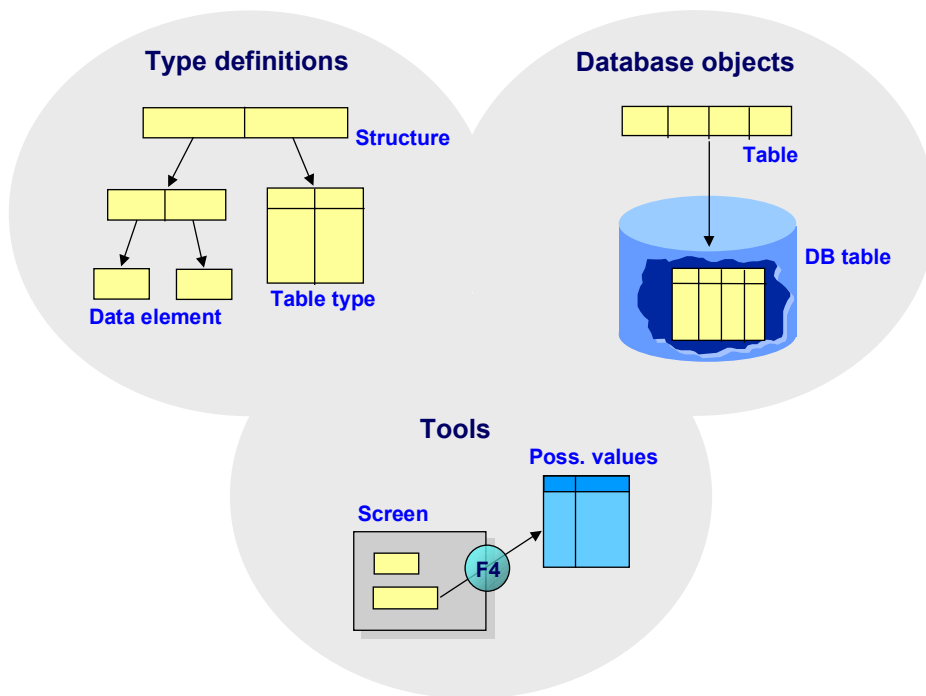 Type definitions
Structure
Data element
Table type
Database objects
Table
DB table
Tools
Poss. values
Screen
F4